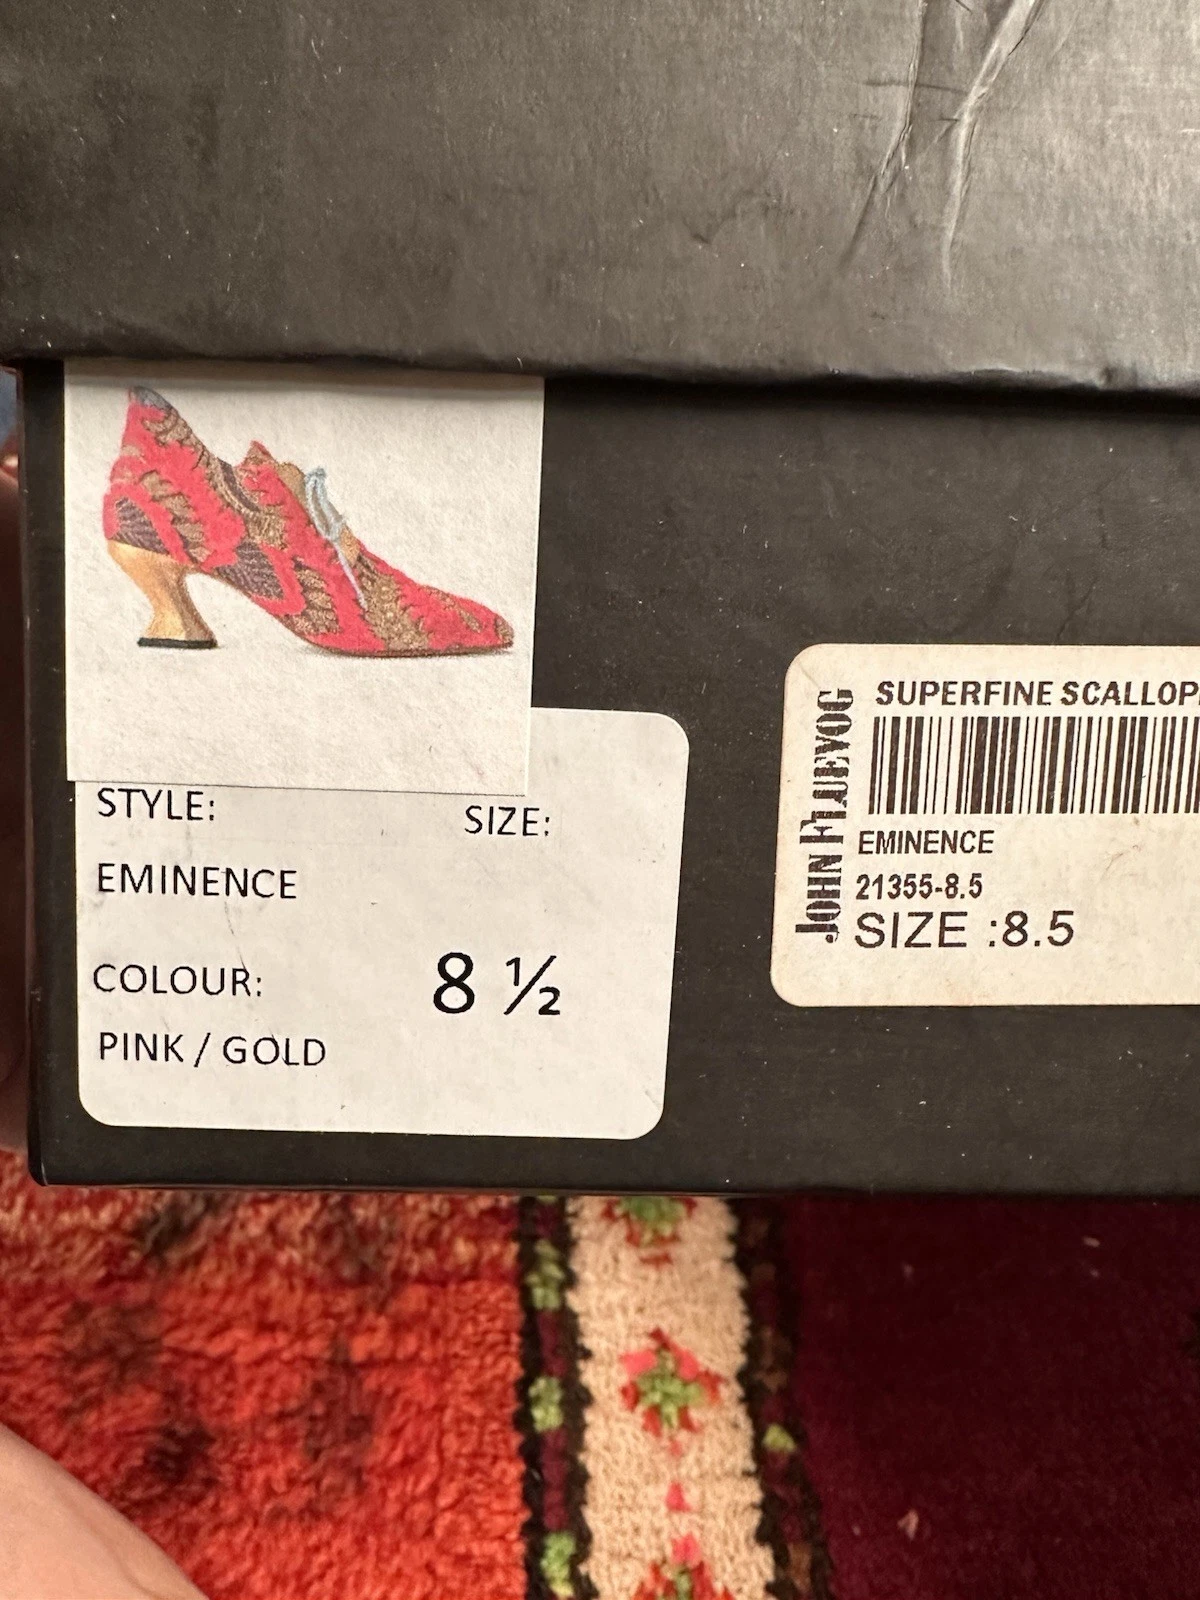 STYLE:
SIZE:
EMINENCE
COLOUR:
8 ½
PINK / GOLD
JOHN FLUEVOG
SUPERFINE
EMINENCE
21355-8.5
SIZE :8.5